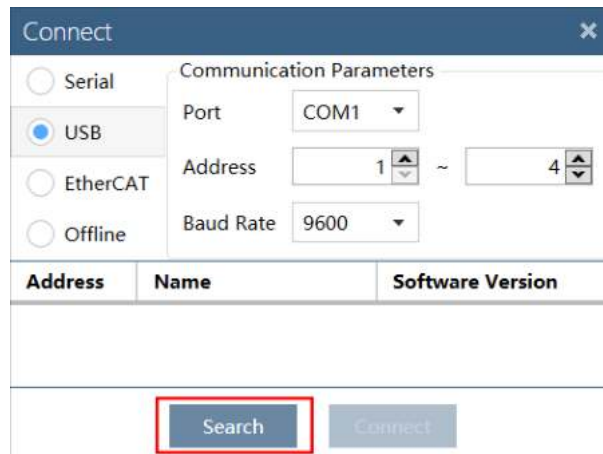 Connect
Serial
USB
EtherCAT
Offline
Communication Parameters
Port COM1
Address 1 ~ 4
Baud Rate 9600
Address Name Software Version
Search Connect